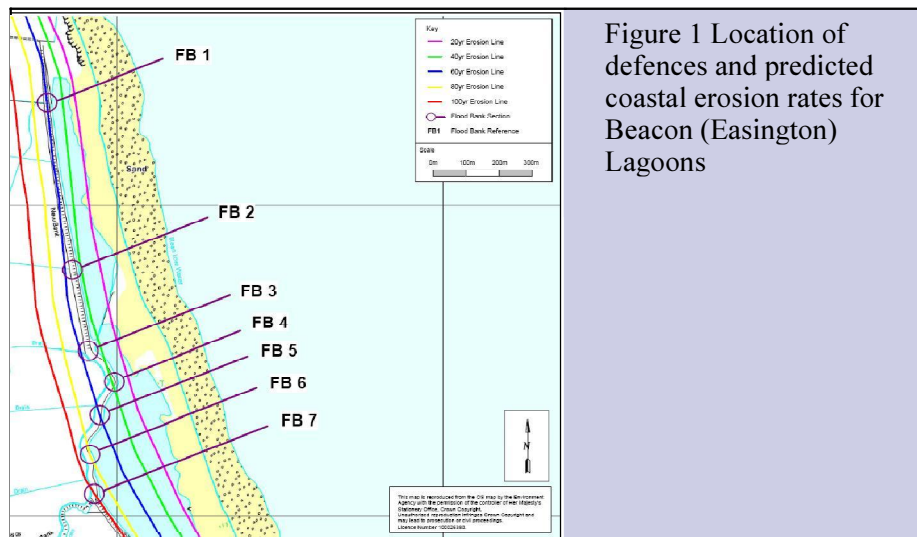 Figure 1 Location of
defences and predicted
coastal erosion rates for
Beacon (Easington)
Lagoons
Key
20yr Erosion Line
40yr Erosion Line
60yr Erosion Line
80yr Erosion Line
100yr Erosion Line
Flood Bank Section
FB1 Flood Bank Reference
Scale
0m 100m 200m 300m
FB 1
Sand
FB 2
New Bank
FB 3
FB 4
FB 5
FB 6
FB 7
Drain
Drain
N
This map is reproduced from the OS map by the Environment
Agency with the permission of the controller of Her Majesty's
Stationery Office, Crown Copyright.
Unauthorised reproduction infringes Crown Copyright and
may lead to prosecution or civil proceedings.